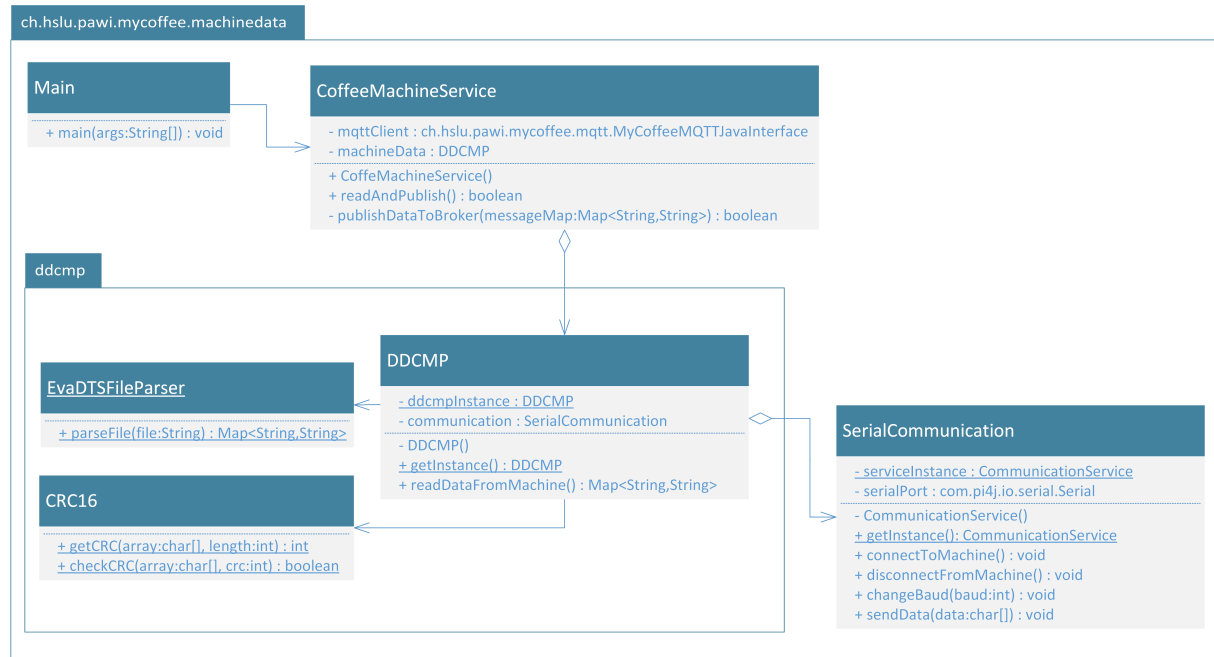 ch.hslu.pawi.mycoffee.machinedata
Main
+ main(args:String[]) : void
CoffeeMachineService
- mqttClient : ch.hslu.pawi.mycoffee.mqtt.MyCoffeeMQTTJavaInterface
- machineData : DDCMP
+ CoffeMachineService()
+ readAndPublish() : boolean
- publishDataToBroker(messageMap:Map<String,String>) : boolean
ddcmp
EvaDTSFileParser
+ parseFile(file:String) : Map<String,String>
CRC16
+ getCRC(array:char[], length:int) : int
+ checkCRC(array:char[], crc:int) : boolean
DDCMP
- ddcmpInstance : DDCMP
- communication : SerialCommunication
- DDCMP()
+ getInstance() : DDCMP
+ readDataFromMachine() : Map<String,String>
SerialCommunication
- serviceInstance : CommunicationService
- serialPort : com.pi4j.io.serial.Serial
- CommunicationService()
+ getInstance(): CommunicationService
+ connectToMachine() : void
+ disconnectFromMachine() : void
+ changeBaud(baud:int) : void
+ sendData(data:char[]) : void